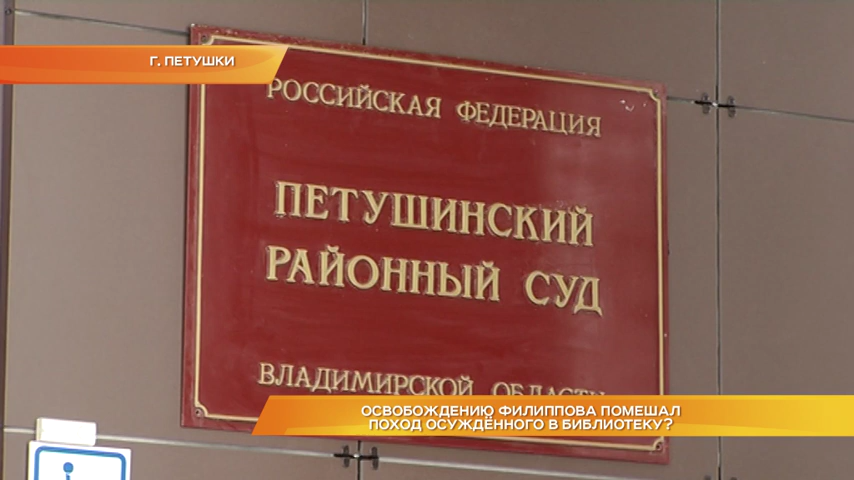 Г. ПЕТУШКИ
РОССИЙСКАЯ ФЕДЕРАЦИЯ
ПЕТУШИНСКИЙ
РАЙОННЫЙ СУД
ВЛАДИМИРСКОЙ ОБЛАСТИ
ОСВОБОЖДЕНИЮ ФИЛИППОВА ПОМЕШАЛ
ПОХОД ОСУЖДЁННОГО В БИБЛИОТЕКУ?